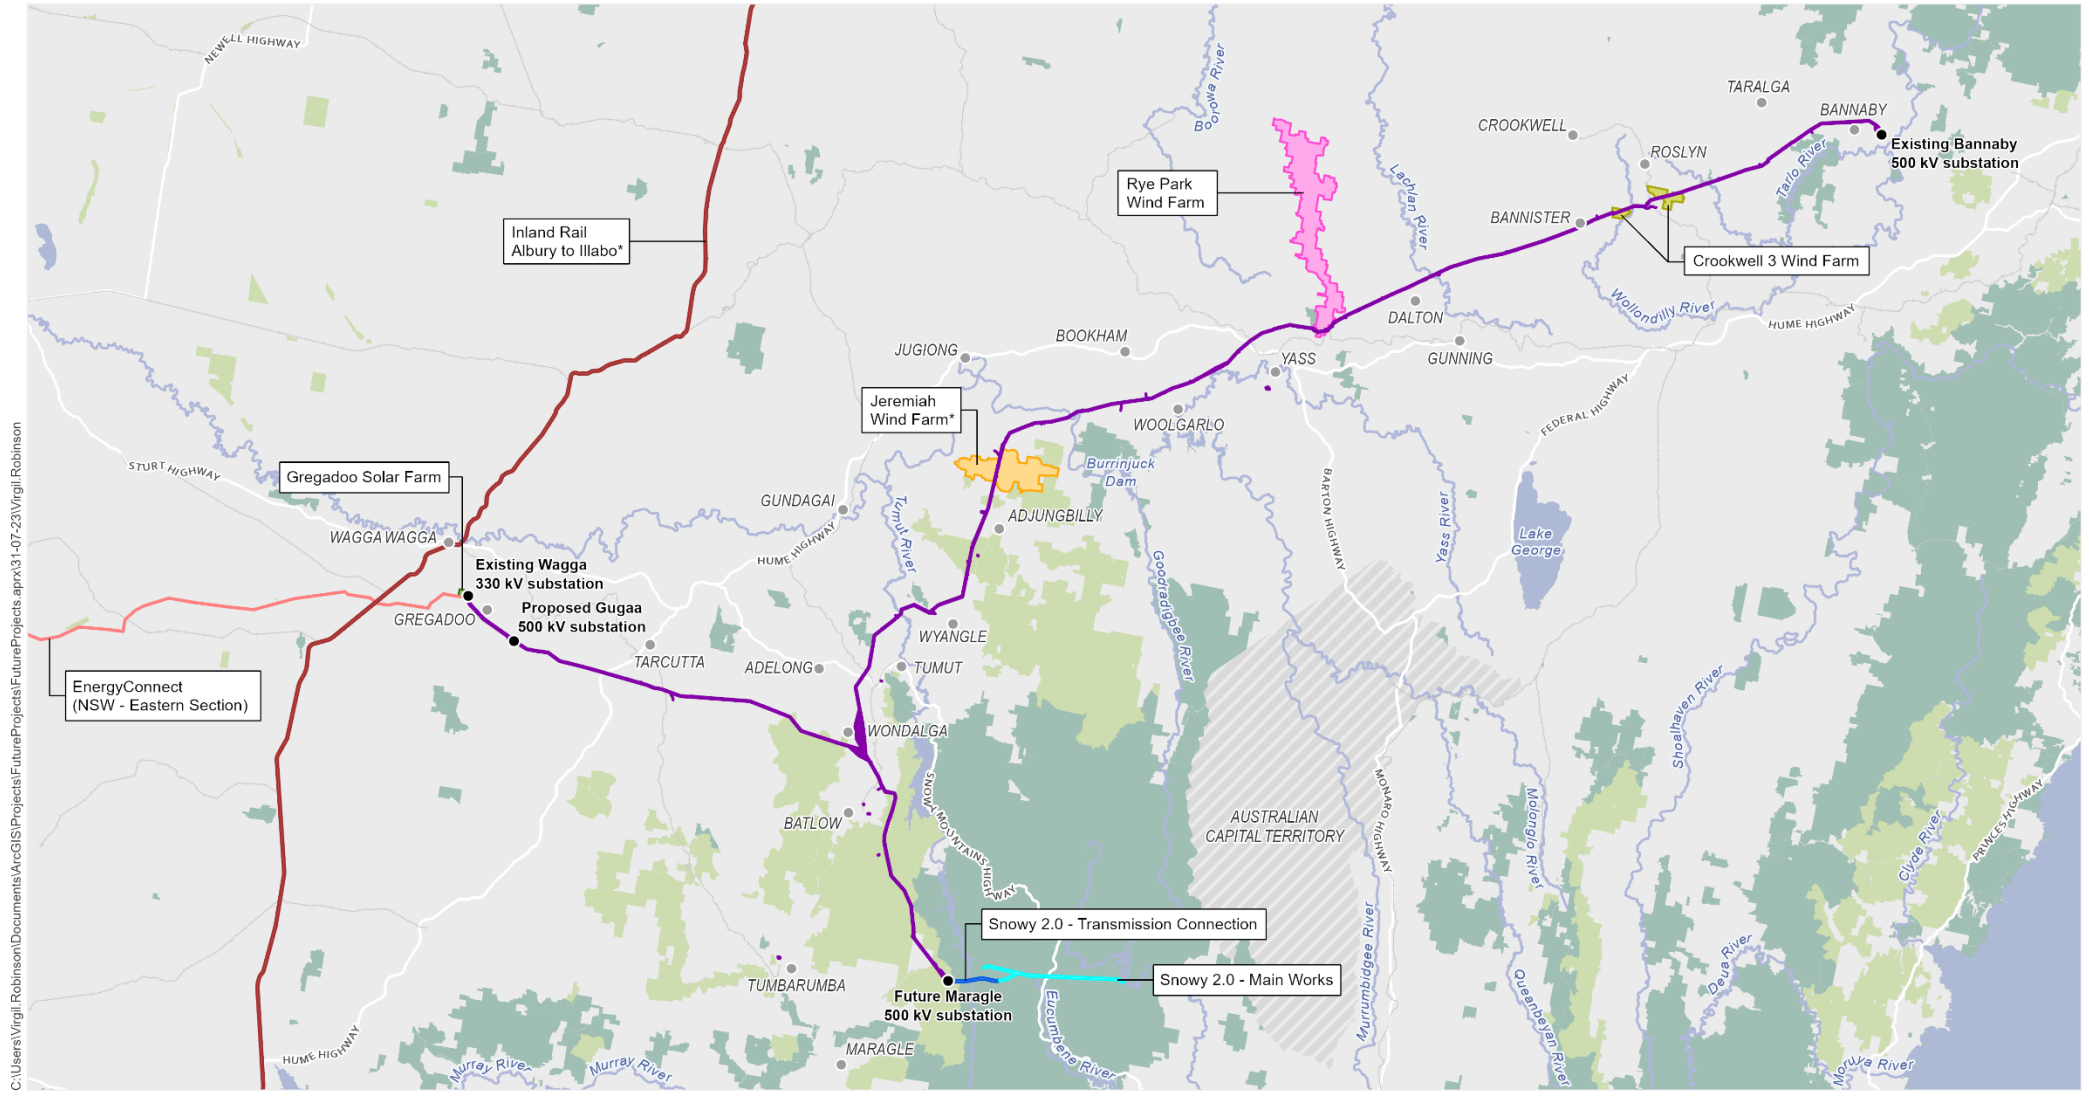 NEWELL HIGHWAY
Boorowa River
TARALGA
BANNABY
CROOKWELL
Existing Bannaby
500 kV substation
ROSLYN
Tarlo River
Rye Park
Wind Farm
Lachlan River
BANNISTER
Inland Rail
Albury to Illabo*
Crookwell 3 Wind Farm
Wollondilly River
HUME HIGHWAY
DALTON
BOOKHAM
JUGIONG
YASS
GUNNING
Jeremiah
Wind Farm*
FEDERAL HIGHWAY
WOOLGARLO
STURT HIGHWAY
Gregadoo Solar Farm
Burrinjuck
Dam
BARTON HIGHWAY
GUNDAGAI
Tumut River
ADJUNGBILLY
Yass River
Lake
George
WAGGA WAGGA
HUME HIGHWAY
Existing Wagga
330 kV substation
Goodradigbee River
Proposed Gugaa
500 kV substation
GREGADOO
WYANGLE
TARCUTTA
ADELONG
TUMUT
EnergyConnect
(NSW - Eastern Section)
Shoalhaven River
WONDALGA
SNOWY MOUNTAINS HIGHWAY
MONARO HIGHWAY
Molonglo River
PRINCES HIGHWAY
BATLOW
AUSTRALIAN
CAPITAL TERRITORY
Clyde River
Snowy 2.0 - Transmission Connection
Murrumbidgee River
Deua River
TUMBARUMBA
Snowy 2.0 - Main Works
Future Maragle
500 kV substation
Eucumbene River
Queanbeyan River
HUME HIGHWAY
MARAGLE
Murray River
Murray River
Moruya River
C:\Users\Virgil.Robinson\Documents\ArcGIS\Projects\FutureProjects\FutureProjects.aprx\31-07-23\Virgil.Robinson